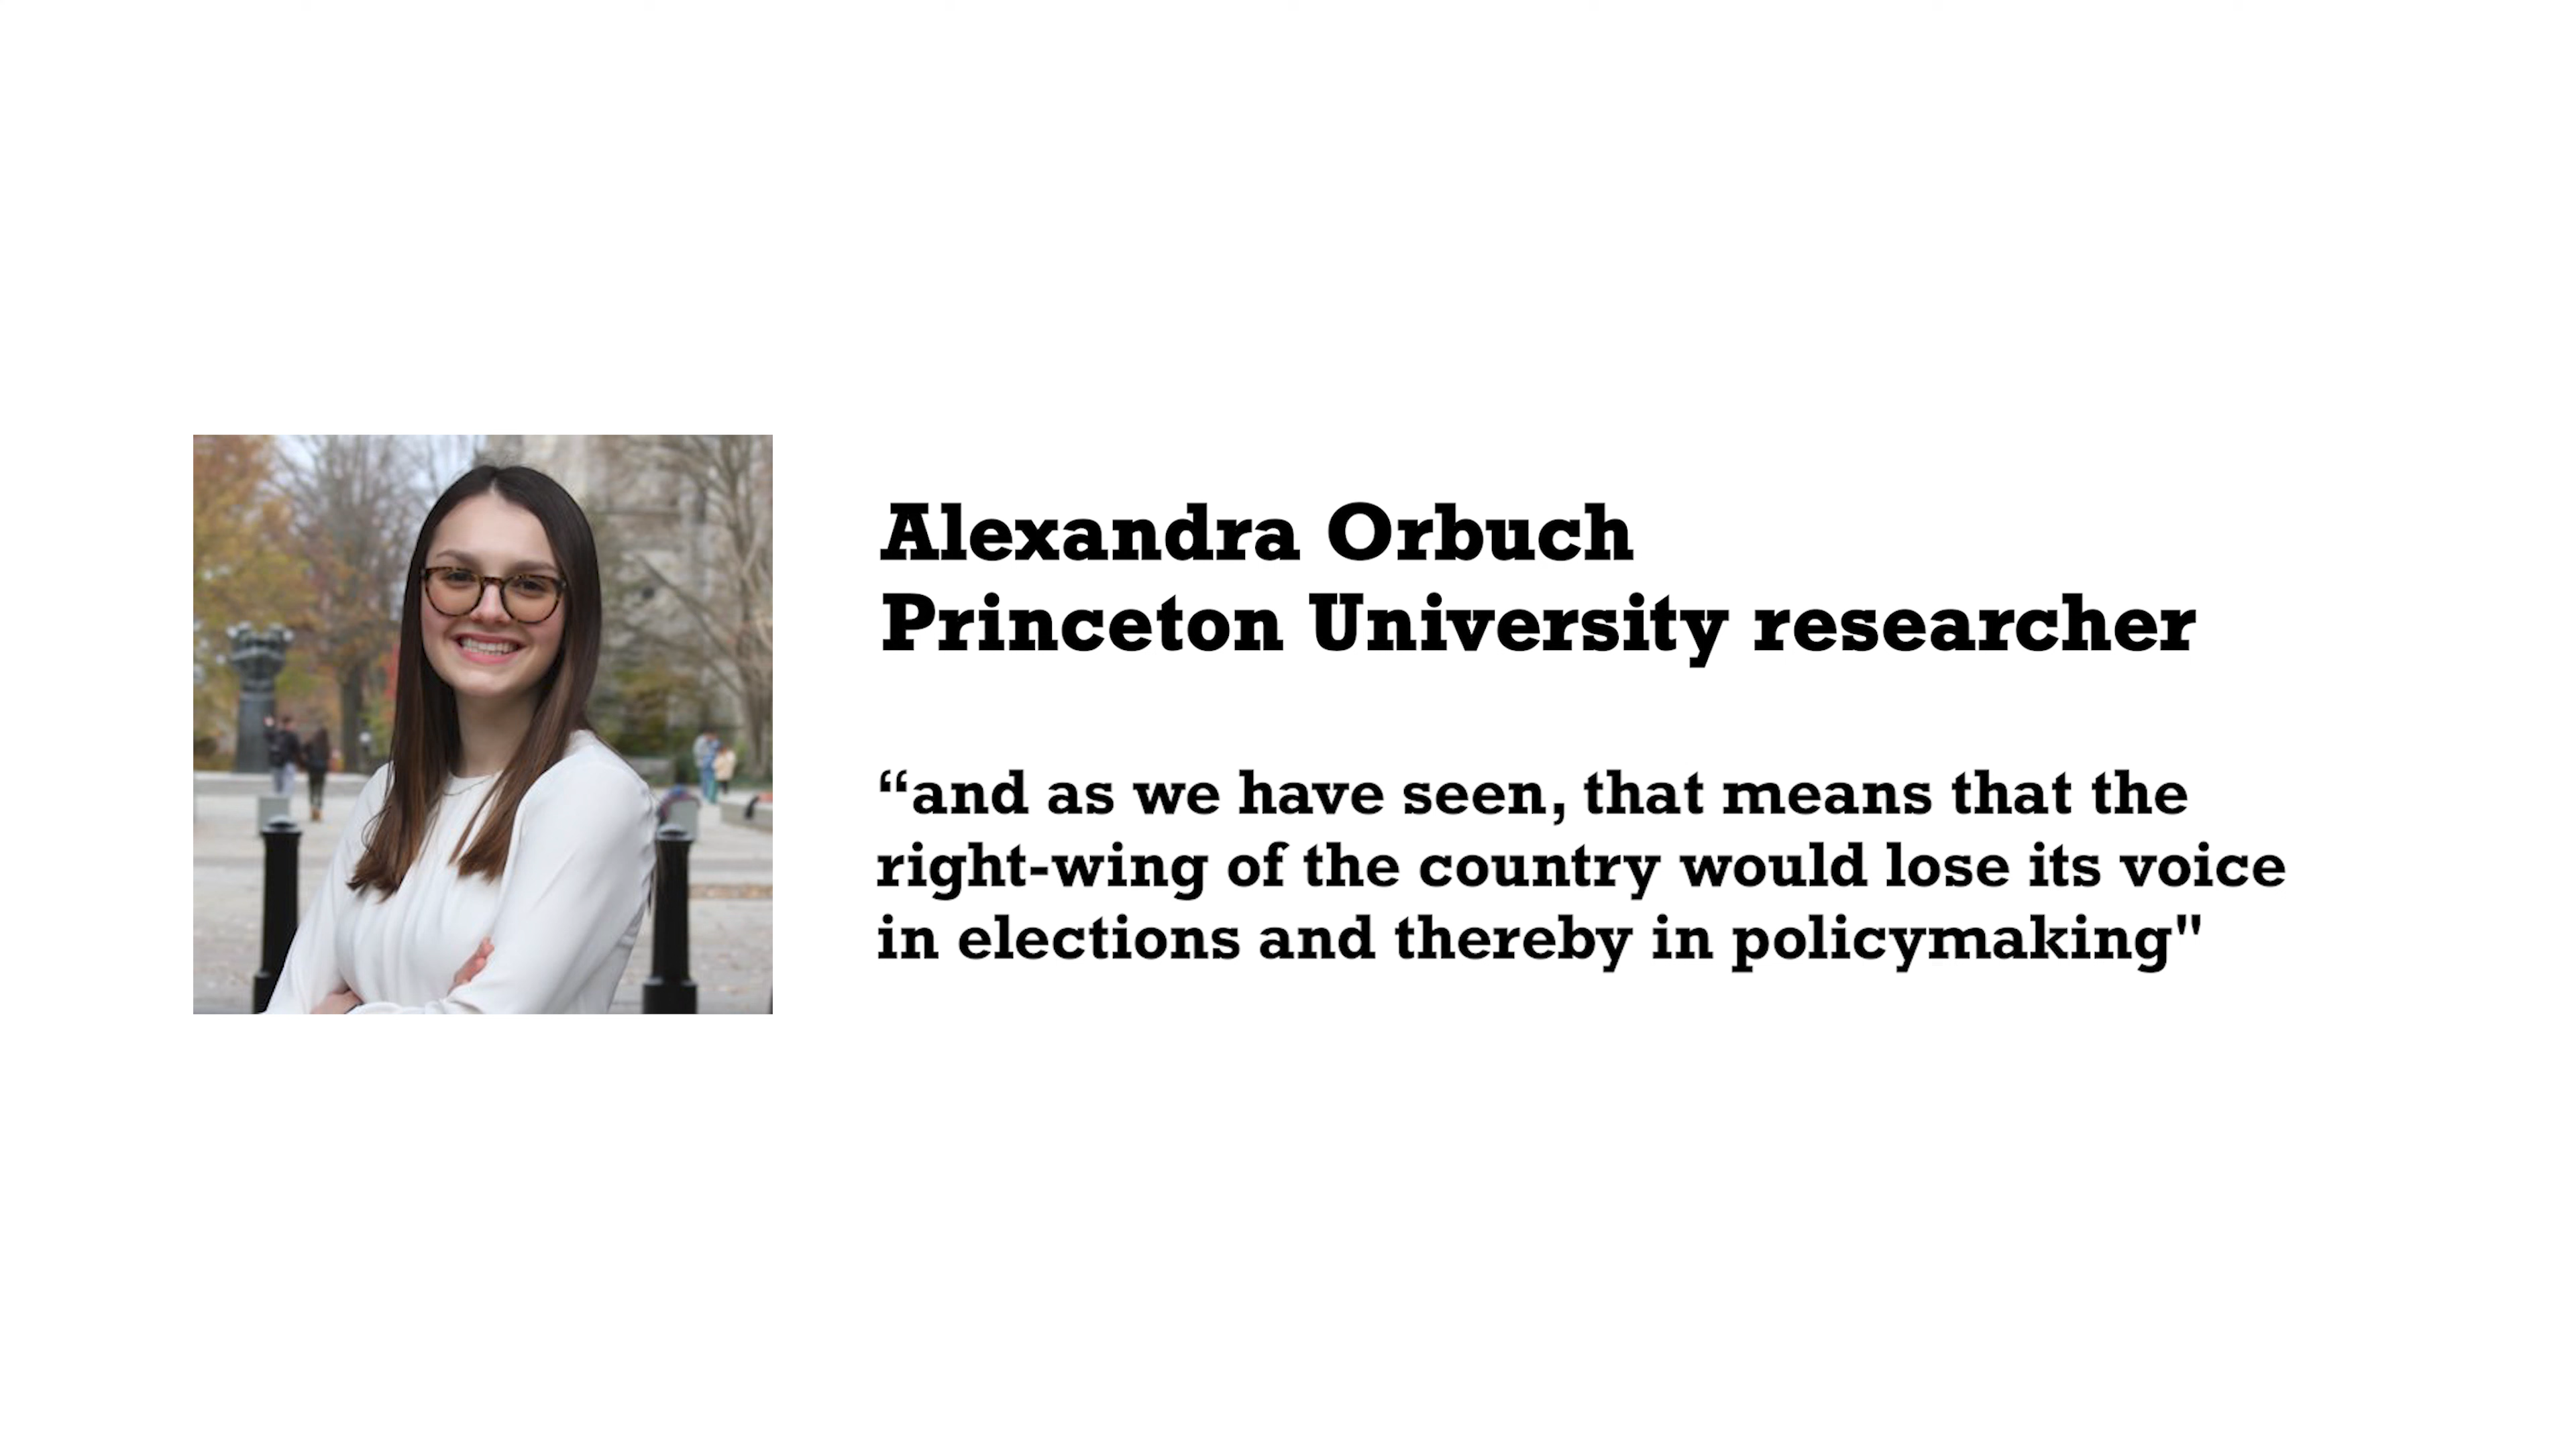 Alexandra Orbuch
Princeton University researcher
“and as we have seen, that means that the
right-wing of the country would lose its voice
in elections and thereby in policymaking"